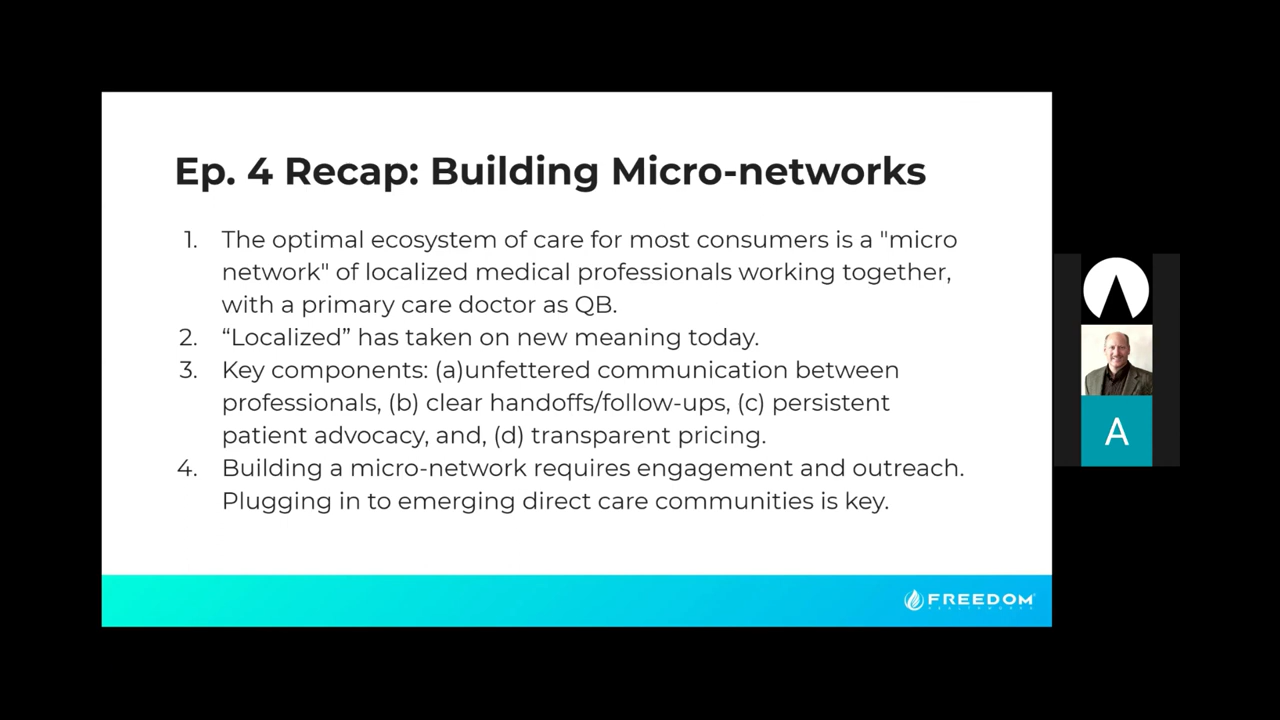 Ep. 4 Recap: Building Micro-networks
1. The optimal ecosystem of care for most consumers is a "micro
network" of localized medical professionals working together,
with a primary care doctor as QB.
2. “Localized” has taken on new meaning today.
3. Key components: (a)unfettered communication between
professionals, (b) clear handoffs/follow-ups, (c) persistent
patient advocacy, and, (d) transparent pricing.
4. Building a micro-network requires engagement and outreach.
Plugging in to emerging direct care communities is key.
A
FREEDOM